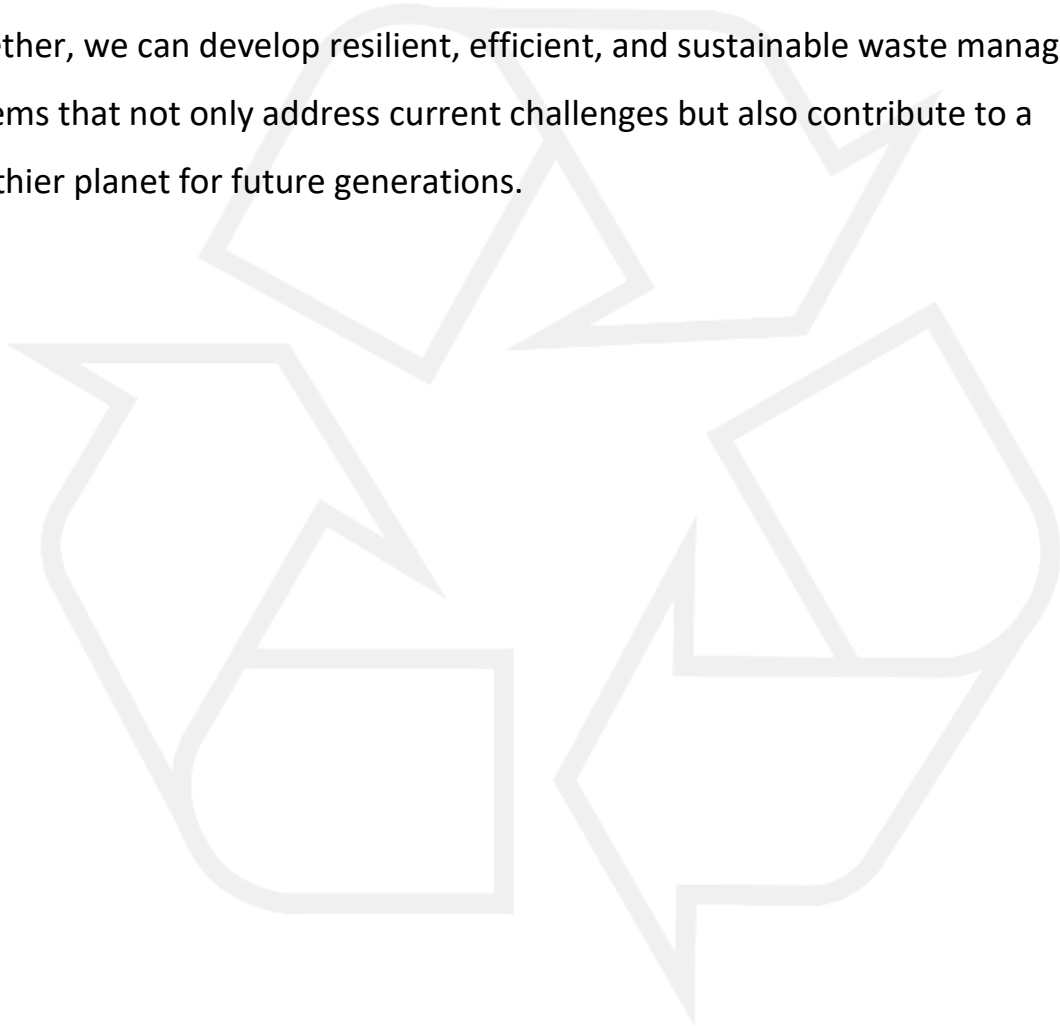 ether, we can develop resilient, efficient, and sustainable waste manag
ems that not only address current challenges but also contribute to a
thier planet for future generations.